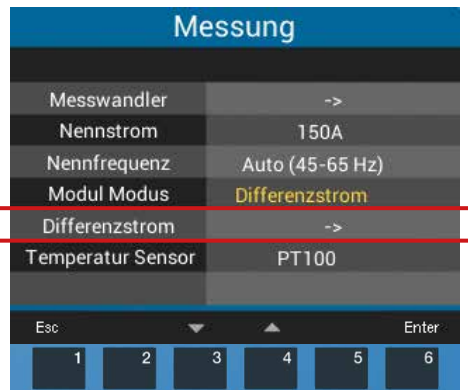 Messung
Messwandler ->
Nennstrom 150A
Nennfrequenz Auto (45-65 Hz)
Modul Modus Differenzstrom
Differenzstrom ->
Temperatur Sensor PT100
Esc Enter
1 2 3 4 5 6